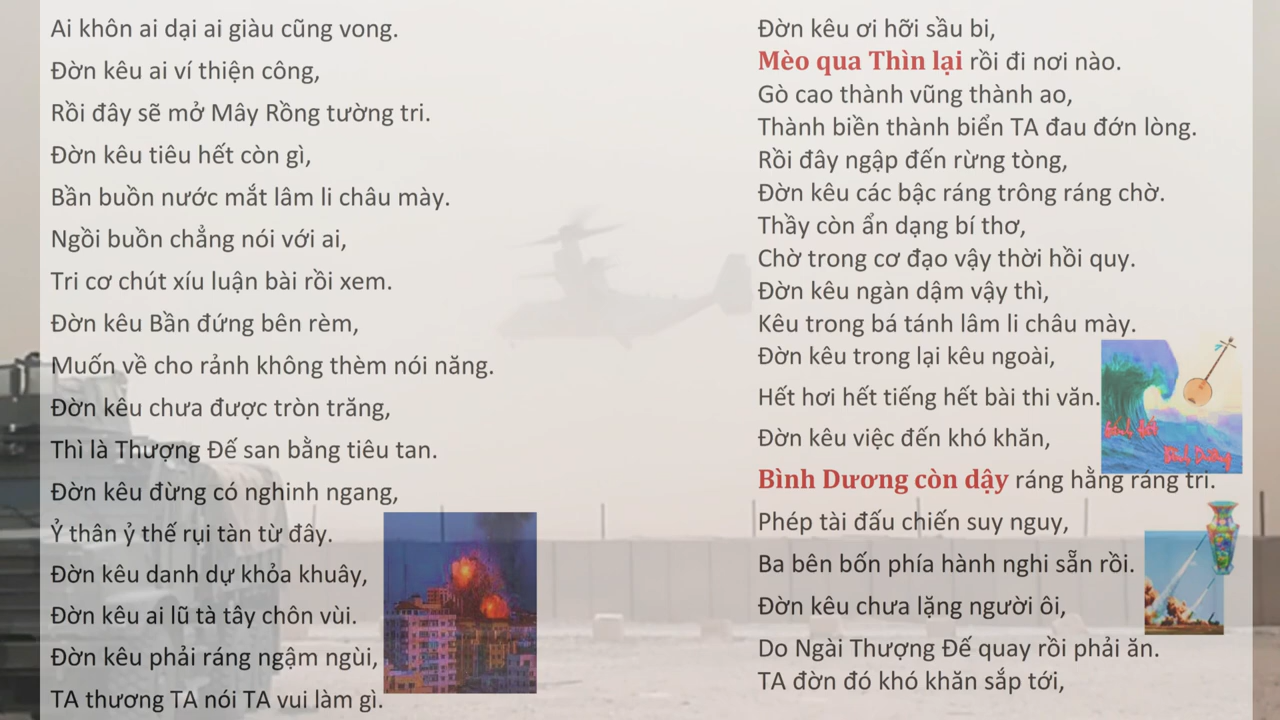 Ai khôn ai dại ai giàu cũng vong.
Đờn kêu ai ví thiện công,
Rồi đây sẽ mở Mây Rồng tường tri.
Đờn kêu tiêu hết còn gì,
Bần buồn nước mắt lâm li châu mày.
Ngồi buồn chẳng nói với ai,
Tri cơ chút xíu luận bài rồi xem.
Đờn kêu Bần đứng bên rèm,
Muốn về cho rảnh không thèm nói năng.
Đờn kêu chưa được tròn trăng,
Thì là Thượng Đế san bằng tiêu tan.
Đờn kêu đừng có nghinh ngang,
Ỷ thân ỷ thế rụi tàn từ đây.
Đờn kêu danh dự khỏa khuây,
Đờn kêu ai lũ tà tây chôn vùi.
Đờn kêu phải ráng ngậm ngùi,
TA thương TA nói TA vui làm gì.
Đờn kêu ơi hỡi sầu bi,
Mèo qua Thìn lại rồi đi nơi nào.
Gò cao thành vũng thành ao,
Thành biền thành biển TA đau đớn lòng.
Rồi đây ngập đến rừng tòng,
Đờn kêu các bậc ráng trông ráng chờ.
Thầy còn ẩn dạng bí thơ,
Chờ trong cơ đạo vậy thời hồi quy.
Đờn kêu ngàn dậm vậy thì,
Kêu trong bá tánh lâm li châu mày.
Đờn kêu trong lại kêu ngoài,
Hết hơi hết tiếng hết bài thi văn.
Đờn kêu việc đến khó khăn,
Bình Dương còn dậy ráng hằng ráng tri.
Phép tài đấu chiến suy nguy,
Ba bên bốn phía hành nghi sẵn rồi.
Đờn kêu chưa lặng người ôi,
Do Ngài Thượng Đế quay rồi phải ăn.
TA đờn đó khó khăn sắp tới,